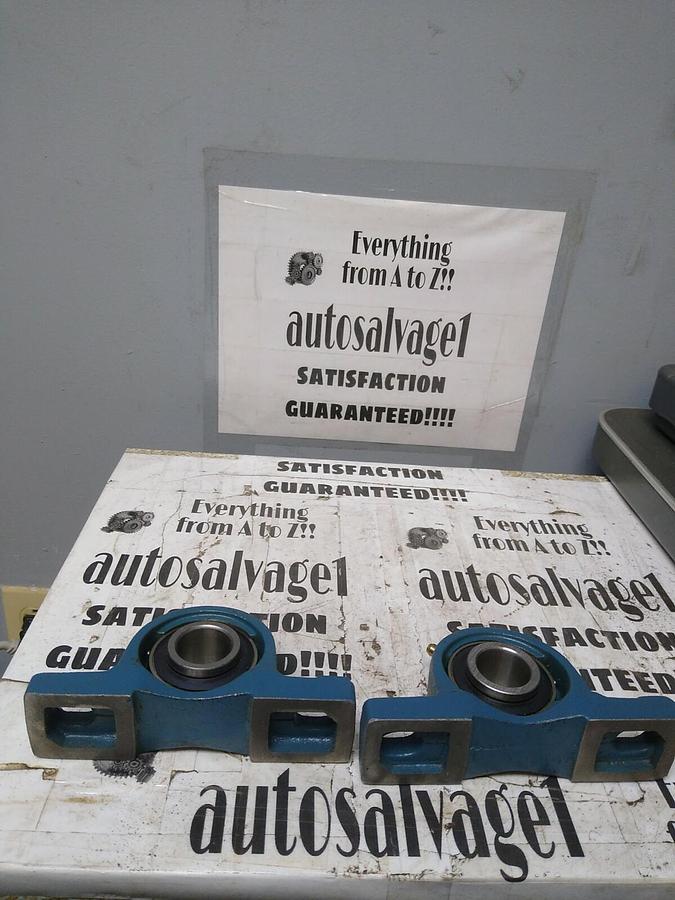 Everything
from A to Z!!
autosalvage1
SATISFACTION
GUARANTEED!!!!
SATISFACTION
GUARANTEED!!!!
Everything
from A to Z!!
autosalvage1
Everything
from A to Z!!
autosalvage1
autosalvage1